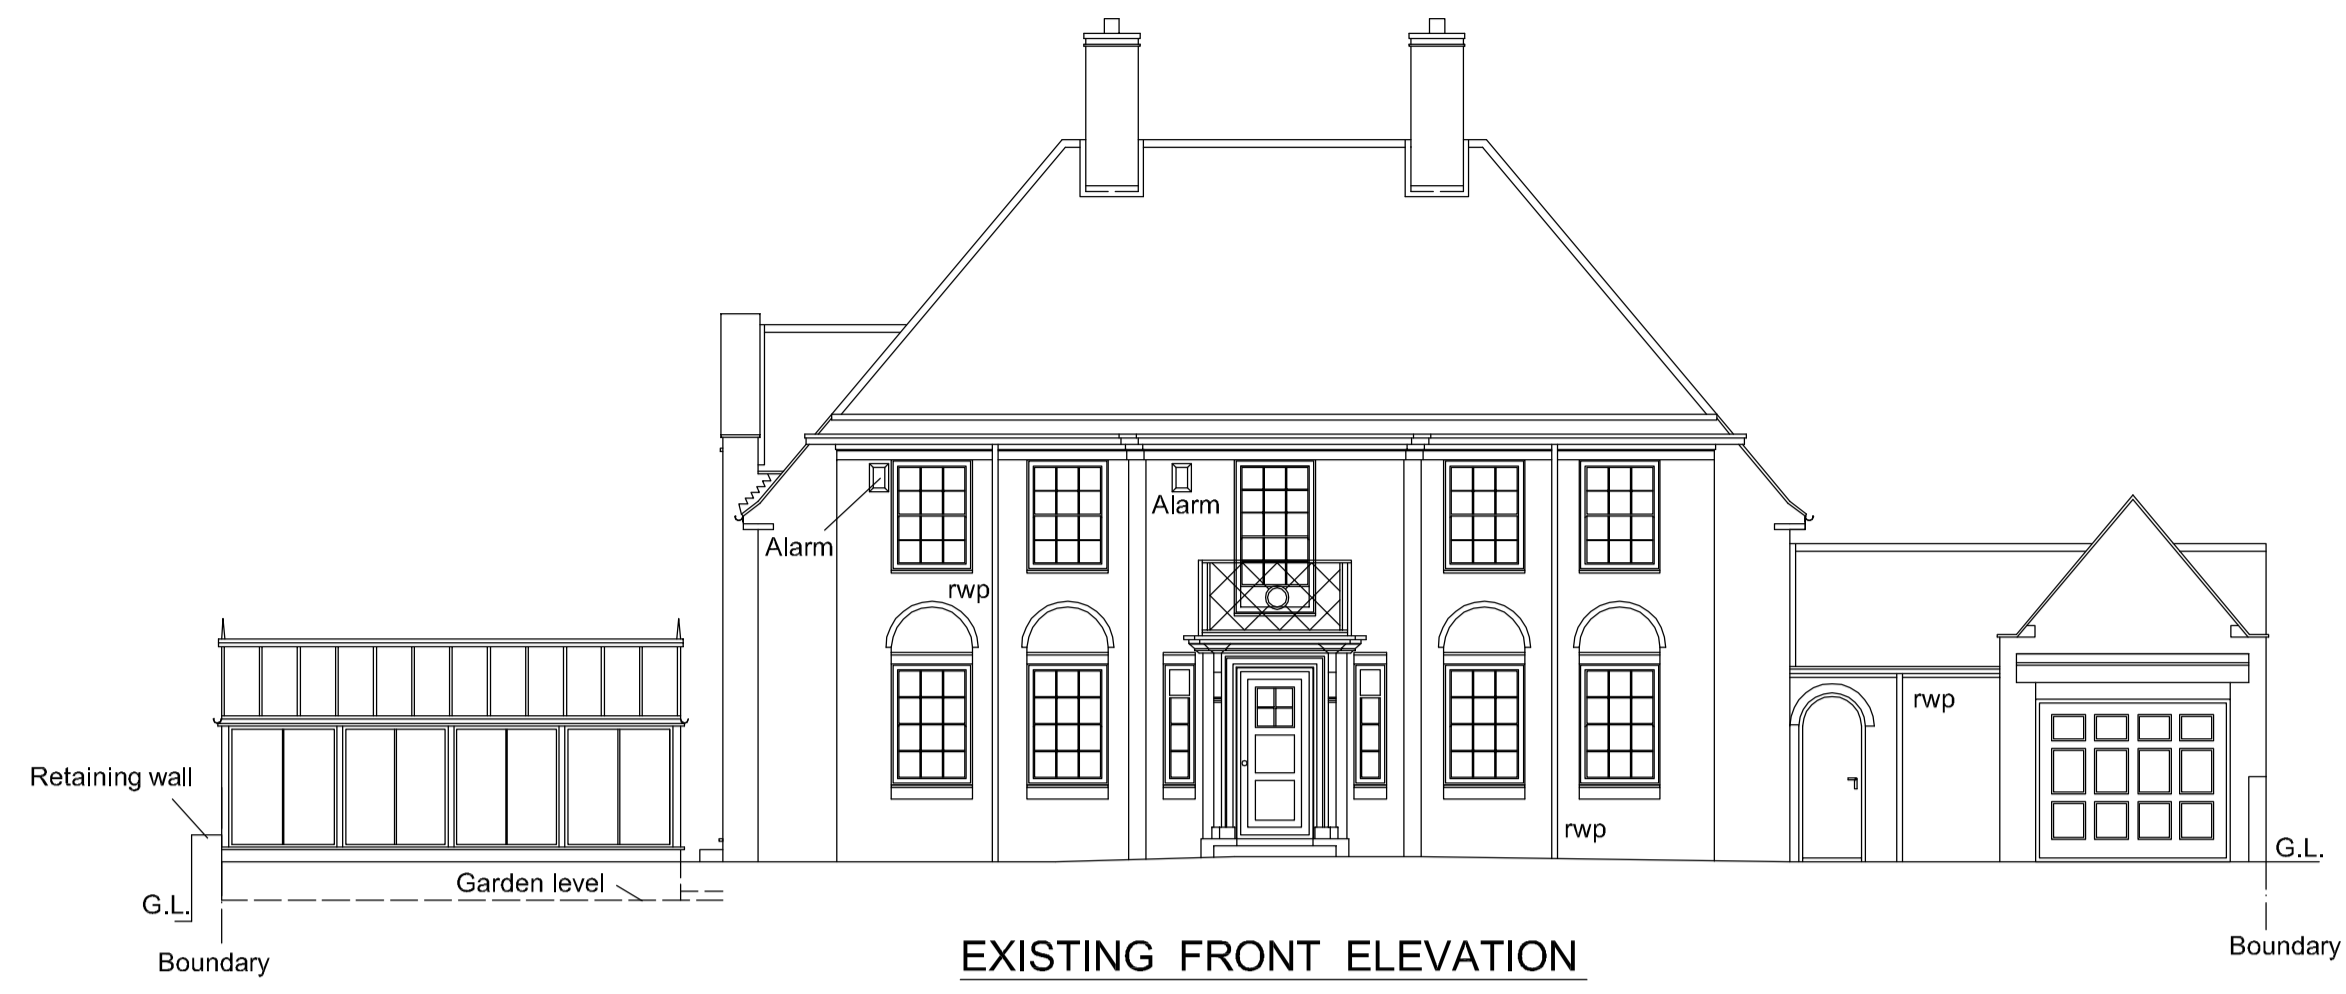 Alarm
Alarm
rwp
rwp
Retaining wall
rwp
G.L.
Garden level
G.L.
Boundary
Boundary
EXISTING FRONT ELEVATION